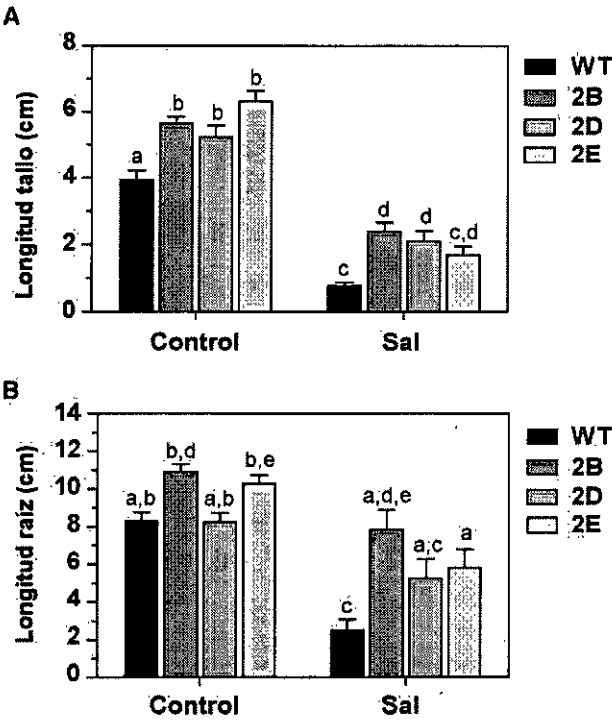 A
Longitud tallo (cm)
8
6
4
2
0
a
b
b
b
c
d
d
c,d
Control
Sal
WT
2B
2D
2E
B
Longitud raíz (cm)
14
12
10
8
6
4
2
0
a,b
b,d
a,b
b,e
c
a,d,e
a,c
a
Control
Sal
WT
2B
2D
2E